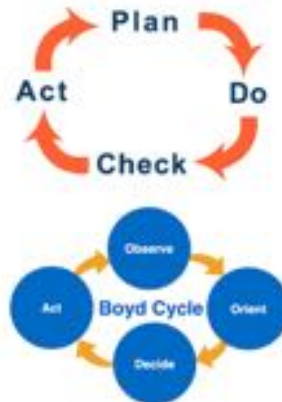 Plan
Act Do
Check
Observe
Act Boyd Cycle Orient
Decide